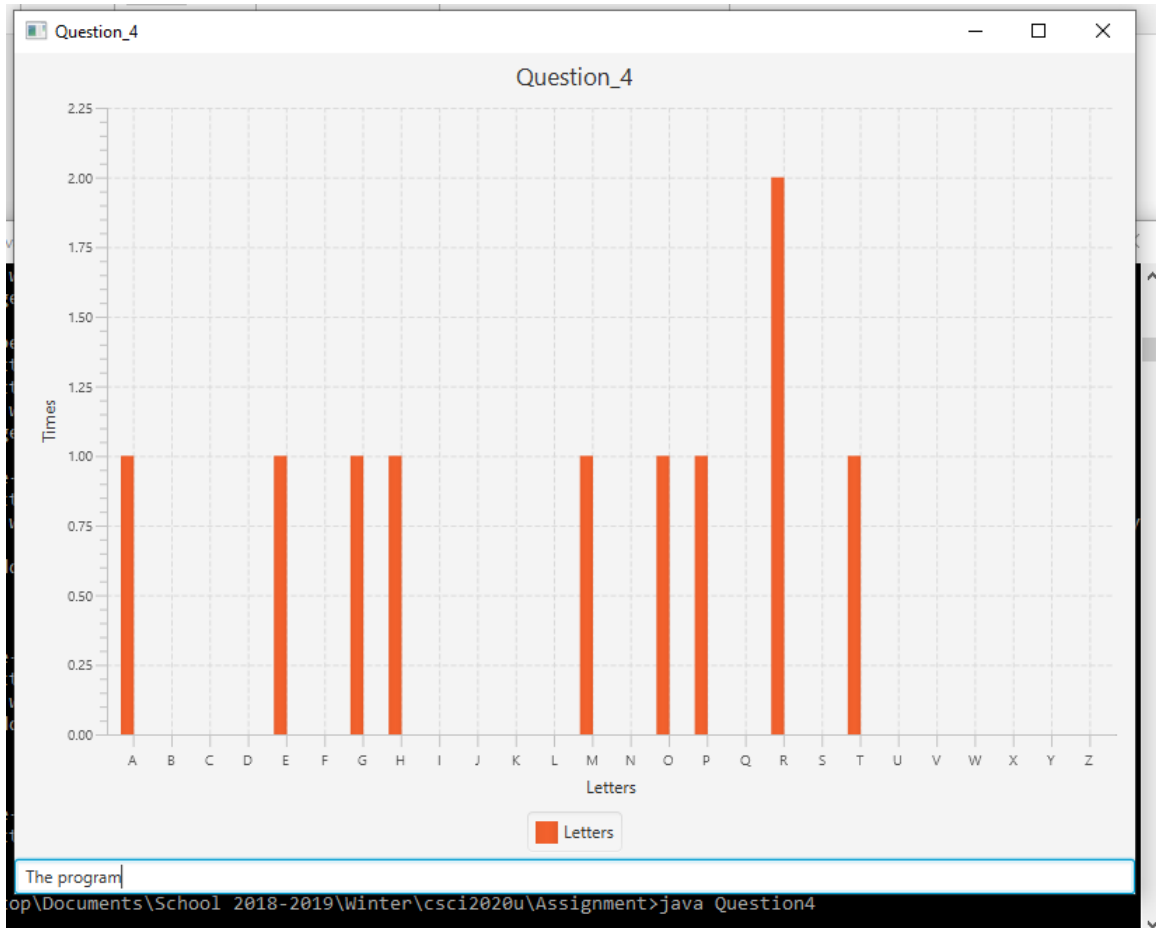 Question_4
Question_4
2.25
2.00
1.75
1.50
1.25
1.00
0.75
0.50
0.25
0.00
Times
A B C D E F G H I J K L M N O P Q R S T U V W X Y Z
Letters
Letters
The program
op\Documents\School 2018-2019\Winter\csci2020u\Assignment>java Question4